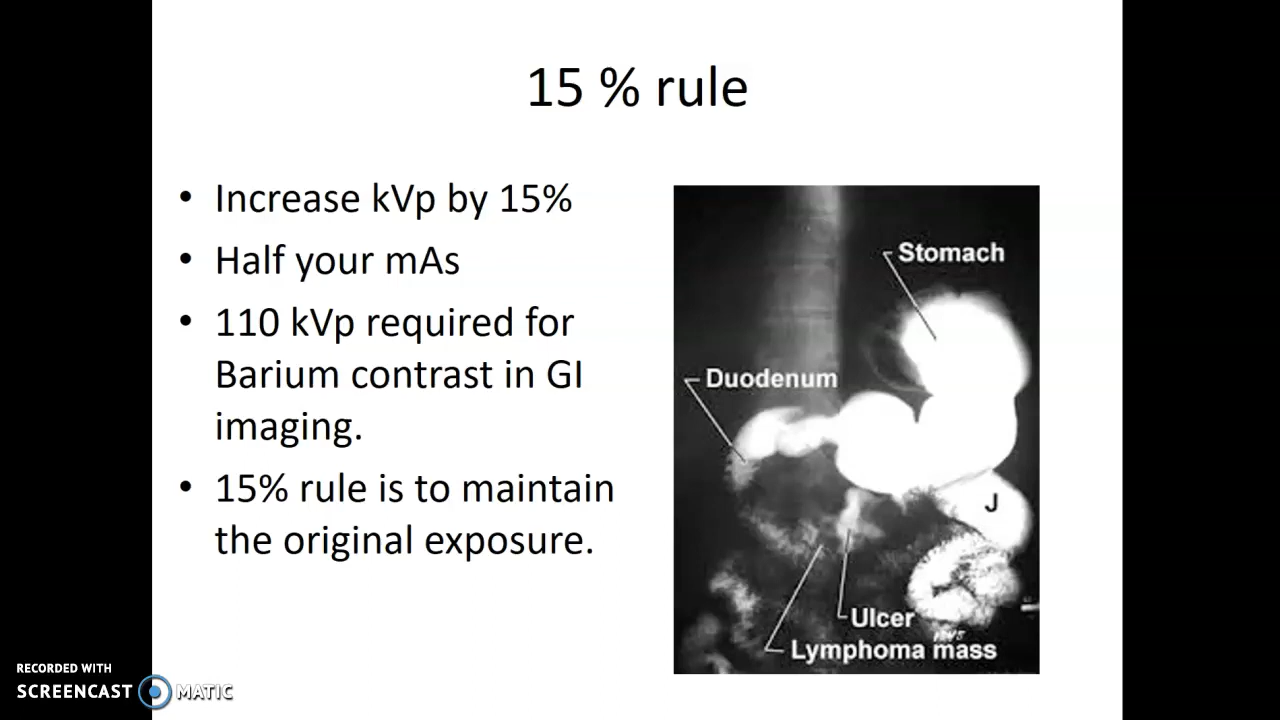 15 % rule
• Increase kVp by 15%
• Half your mAs
• 110 kVp required for
Barium contrast in GI
imaging.
• 15% rule is to maintain
the original exposure.
Stomach
Duodenum
J
Ulcer
Lymphoma mass
RECORDED WITH
SCREENCAST MATIC